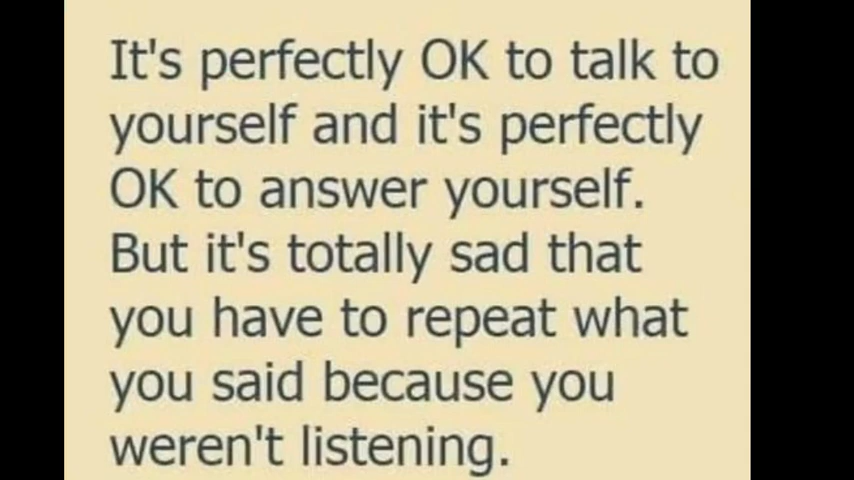 It's perfectly OK to talk to
yourself and it's perfectly
OK to answer yourself.
But it's totally sad that
you have to repeat what
you said because you
weren't listening.